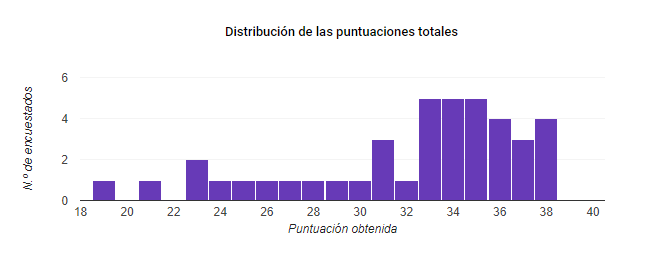 Distribución de las puntuaciones totales
N.º de encuestados
6
4
2
0
18 20 22 24 26 28 30 32 34 36 38 40
Puntuación obtenida